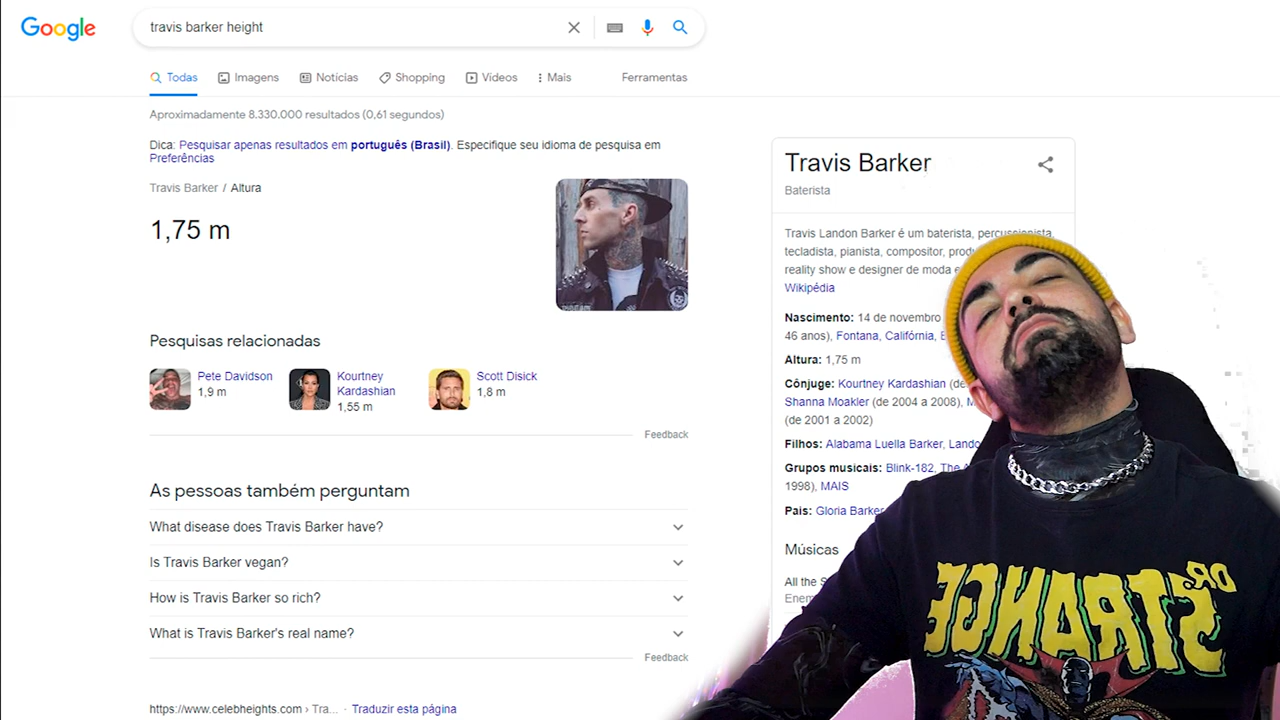 Google
travis barker height
Todas
Imagens
Notícias
Shopping
Vídeos
Mais
Ferramentas
Aproximadamente 8.330.000 resultados (0,61 segundos)
Dica: Pesquisar apenas resultados em português (Brasil). Especifique seu idioma de pesquisa em
Preferências
Travis Barker / Altura
1,75 m
Pesquisas relacionadas
Pete Davidson
1,9 m
Kourtney
Kardashian
1,55 m
Scott Disick
1,8 m
Feedback
As pessoas também perguntam
What disease does Travis Barker have?
Is Travis Barker vegan?
How is Travis Barker so rich?
What is Travis Barker's real name?
Feedback
https://www.celebheights.com › Tra... · Traduzir esta página
Travis Barker
Baterista
Travis Landon Barker é um baterista, percussionista,
tecladista, pianista, compositor,
reality show e designer de moda
Wikipédia
Nascimento: 14 de novembro
46 anos), Fontana, Califórnia,
Altura: 1,75 m
Cônjuge: Kourtney Kardashian
Shanna Moakler (de 2004 a 2008),
(de 2001 a 2002)
Filhos: Alabama Luella Barker,
Grupos musicais: Blink-182, The
1998), MAIS
Pais: Gloria Barker
Músicas
All the
DR.
STRANGE